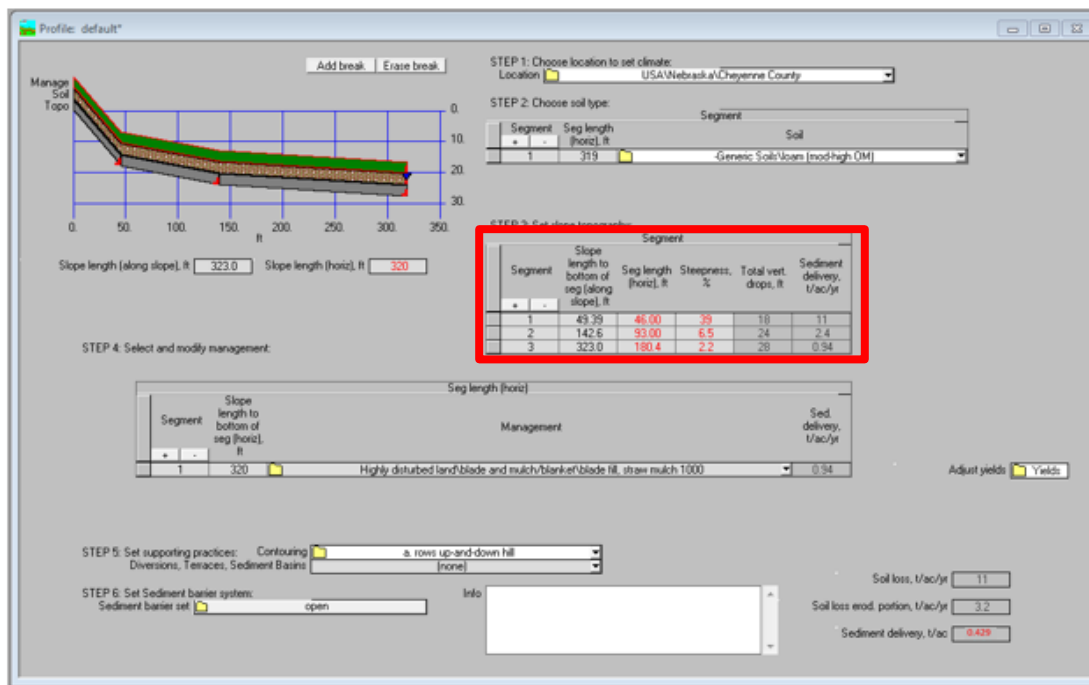 Profile: default*
Add break Erase break
Manage
Soil
Topo
0.
10.
20.
30.
0. 50. 100. 150. 200. 250. 300. 350.
ft
Slope length (along slope), ft 323.0 Slope length (horiz), ft 320
STEP 1: Choose location to set climate:
Location USA\Nebraska\Cheyenne County
STEP 2: Choose soil type:
Segment
Segment Seg length (horiz), ft Soil
+ -
1 319 Generic Soils\loam (mod-high OM)
STEP 3: Set slope topography:
Segment
Segment Slope length to bottom of seg (along slope), ft Seg length (horiz), ft Steepness, % Total vert. drops, ft Sediment delivery, t/ac/yr
+ -
1 49.39 46.00 39 18 11
2 142.6 93.00 6.5 24 2.4
3 323.0 180.4 2.2 28 0.94
STEP 4: Select and modify management:
Seg length (horiz)
Segment Slope length to bottom of seg (horiz), ft Management Sed. delivery, t/ac/yr
+ -
1 320 Highly disturbed land\blade and mulch/blanket\blade fill, straw mulch 1000 0.94
Adjust yields Yields
STEP 5: Set supporting practices: Contouring a. rows up-and-down hill
Diversions, Terraces, Sediment Basins (none)
STEP 6: Set Sediment barrier system:
Sediment barrier set open
Info
Soil loss, t/ac/yr 11
Soil loss erod. portion, t/ac/yr 3.2
Sediment delivery, t/ac 0.429